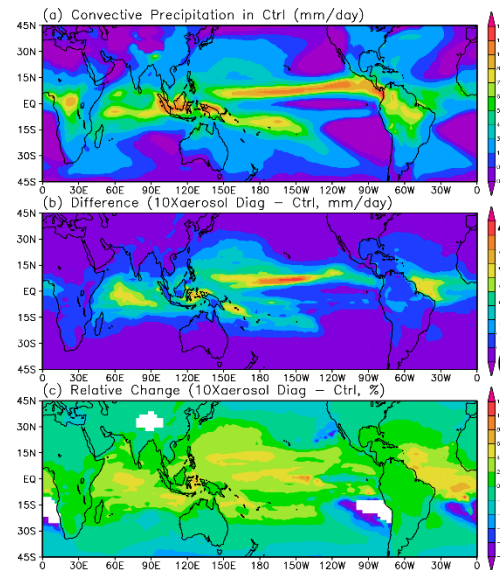 (a) Convective Precipitation in Ctrl (mm/day)
45N
30N
15N
EQ
15S
30S
45S
0 30E 60E 90E 120E 150E 180 150W 120W 90W 60W 30W 0
(b) Difference (10Xaerosol Diag – Ctrl, mm/day)
45N
30N
15N
EQ
15S
30S
45S
0 30E 60E 90E 120E 150E 180 150W 120W 90W 60W 30W 0
(c) Relative Change (10Xaerosol Diag – Ctrl, %)
45N
30N
15N
EQ
15S
30S
45S
0 30E 60E 90E 120E 150E 180 150W 120W 90W 60W 30W 0